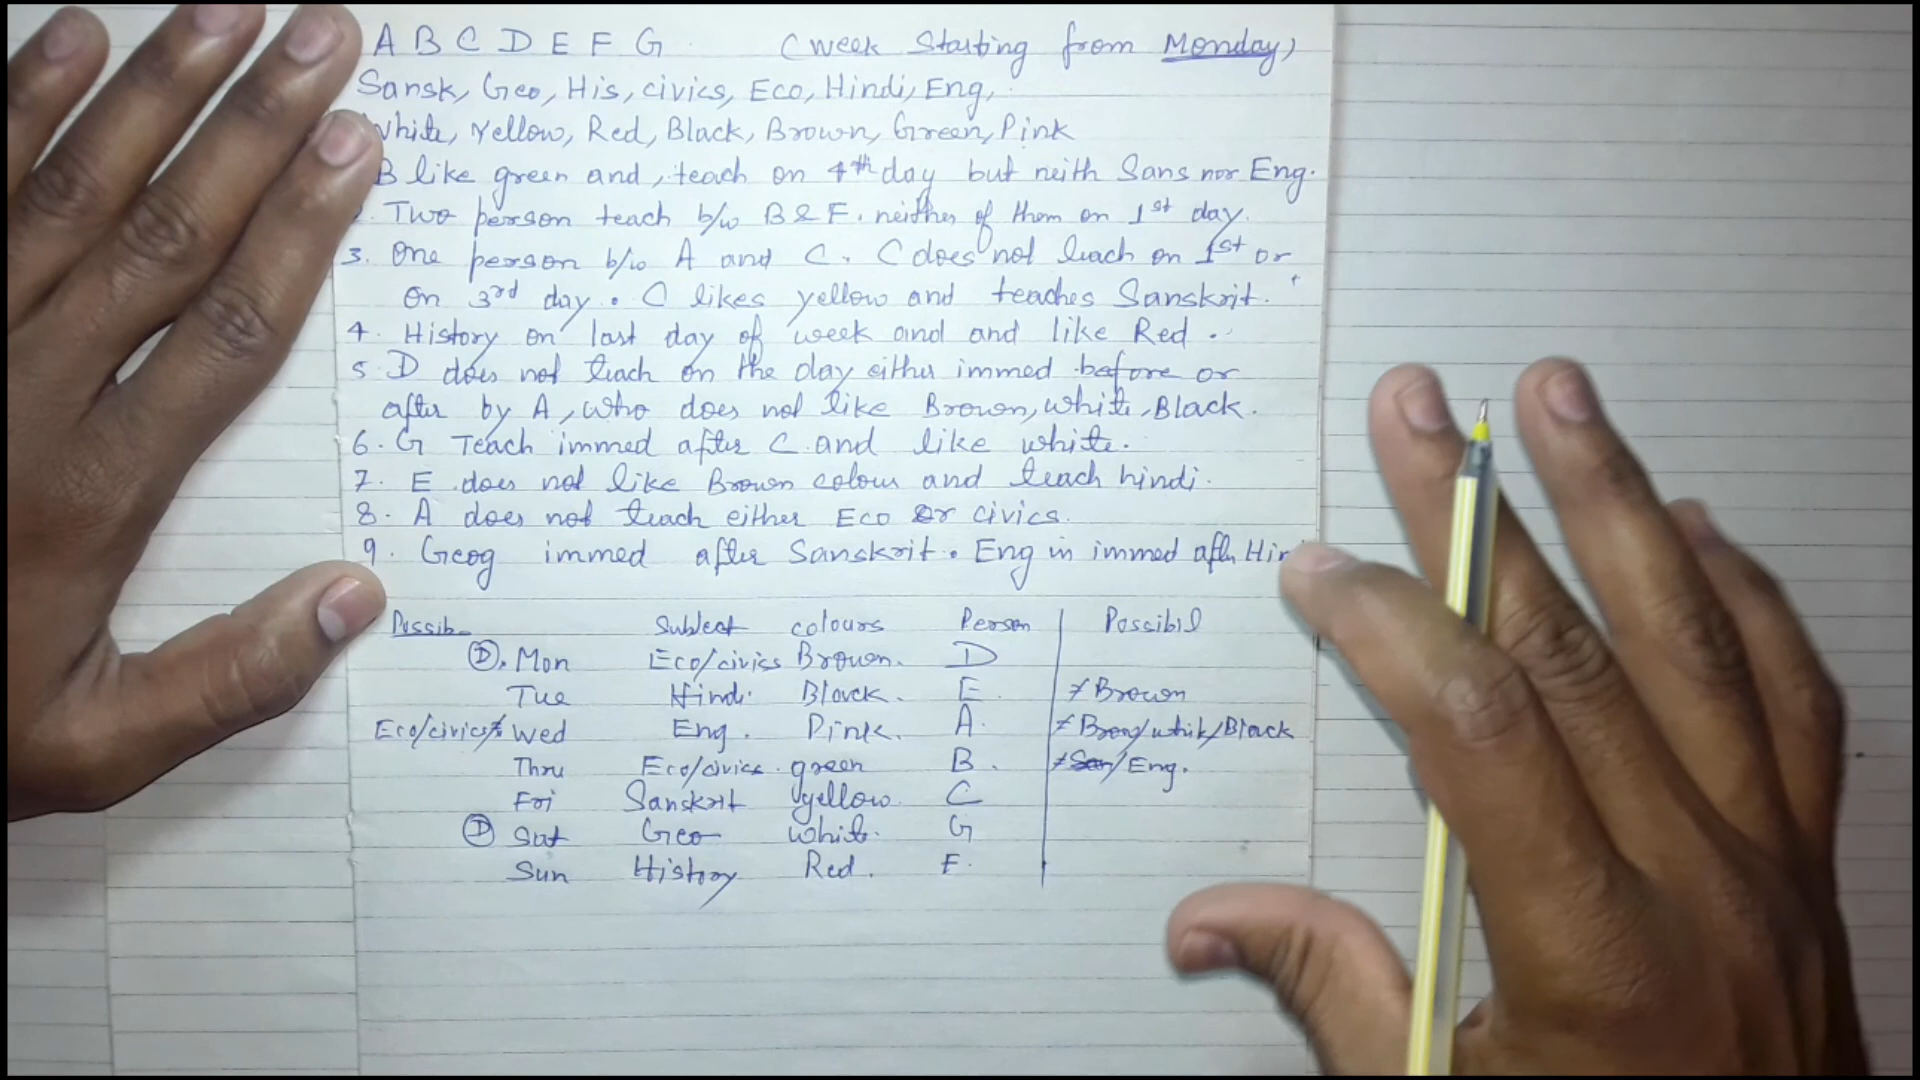 A B C D E F G (week starting from Monday)
Sansk, Geo, His, civics, Eco, Hindi, Eng,
White, Yellow, Red, Black, Brown, Green, Pink
B like green and, teach on 4th day but neith Sans nor Eng.
2. Two person teach b/w B & F. neither of them on 1st day.
3. One person b/w A and C. C does not teach on 1st or
on 3rd day. C likes yellow and teaches Sanskrit.
4. History on last day of week and and like Red.
5. D does not teach on the day either immed before or
after by A, who does not like Brown, white, Black.
6. G Teach immed after C and like white.
7. E does not like Brown colour and teach hindi.
8. A does not teach either Eco or civics.
9. Geog immed after Sanskrit. Eng in immed after
Possib Subject colours Person Possibil
D. Mon Eco/civics Brown. D
Tue Hindi Black. E. ≠ Brown
Eco/civics≠ Wed Eng. Pink. A. ≠ /whit/Black
Thru Eco/civics green B. ≠ San/Eng.
Fri Sanskrit yellow. C
D Sat Geo white. G
Sun History Red. F.